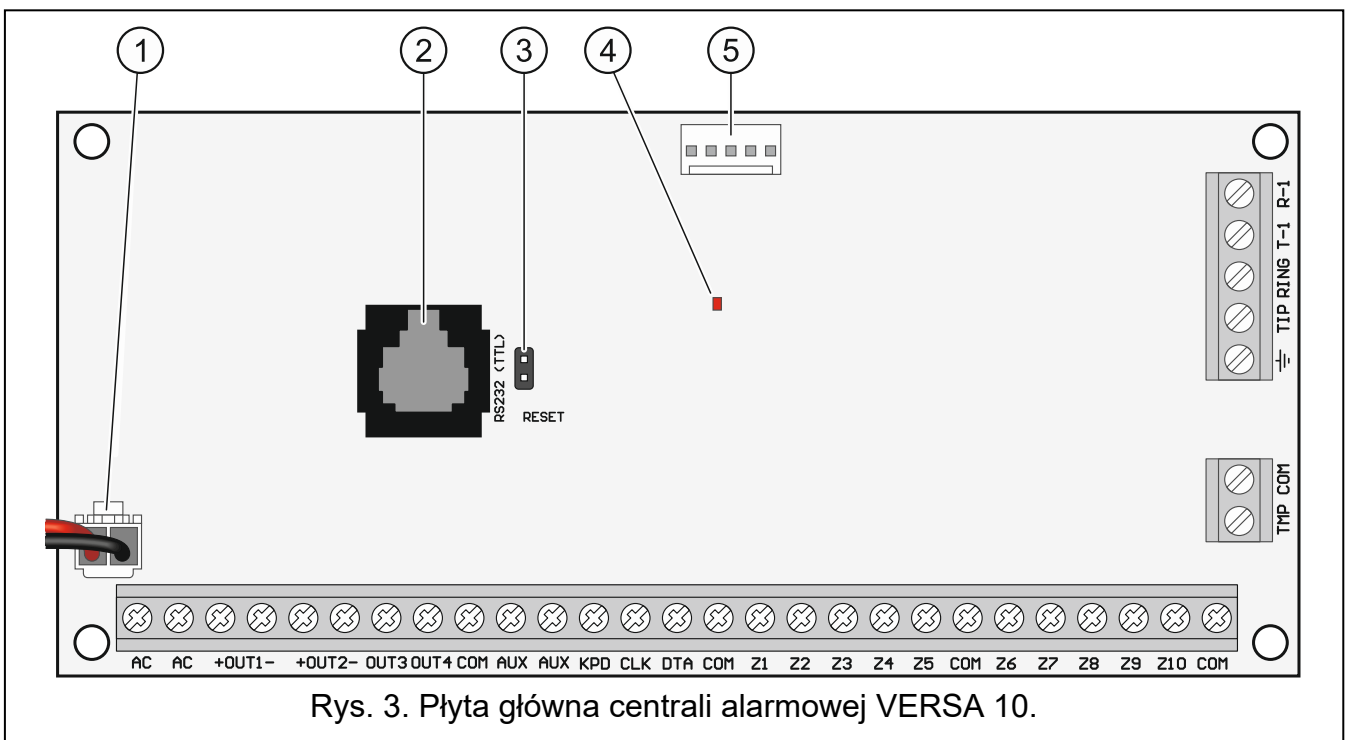 1 2 3 4 5
R-1
T-1
RING
TIP
RS232 (TTL)
RESET
COM
TMP
AC AC +OUT1- +OUT2- OUT3 OUT4 COM AUX AUX KPD CLK DTA COM Z1 Z2 Z3 Z4 Z5 COM Z6 Z7 Z8 Z9 Z10 COM
Rys. 3. Płyta główna centrali alarmowej VERSA 10.